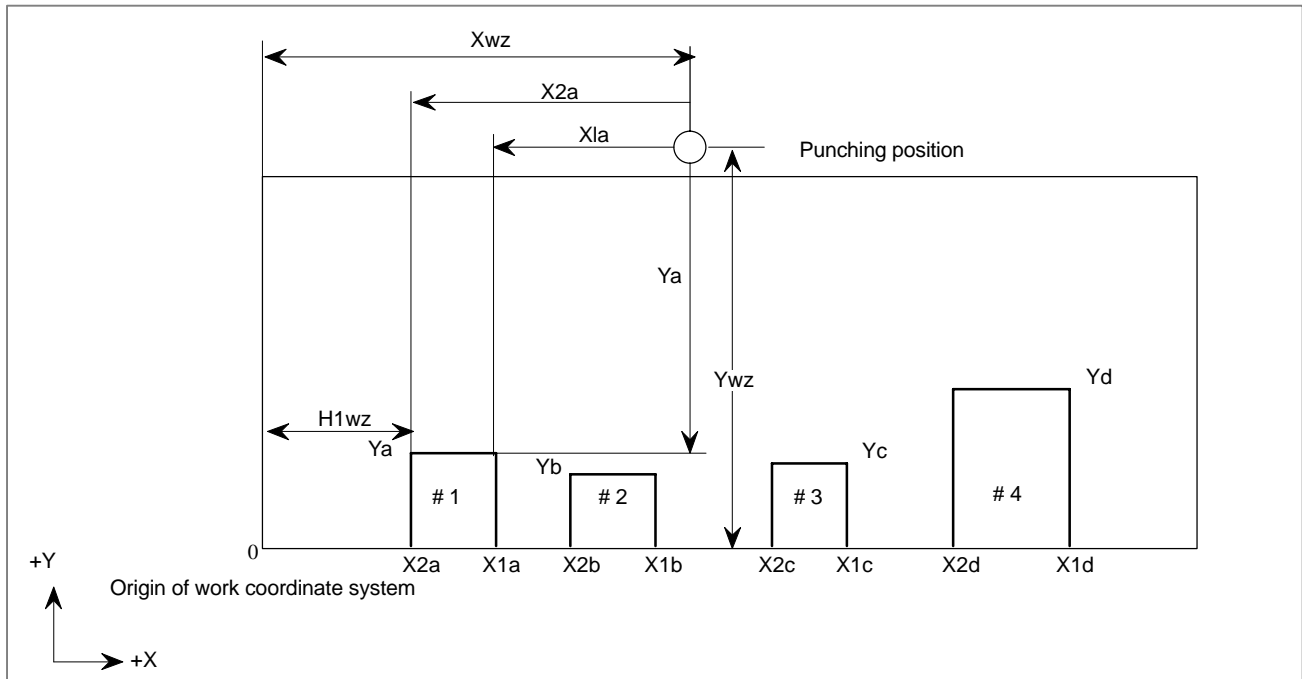 Xwz
X2a
Xla
Punching position
Ya
Ywz
Yd
H1wz
Ya
Yb
Yc
# 1
# 2
# 3
# 4
0
X2a
X1a
X2b
X1b
X2c
X1c
X2d
X1d
+Y
Origin of work coordinate system
+X